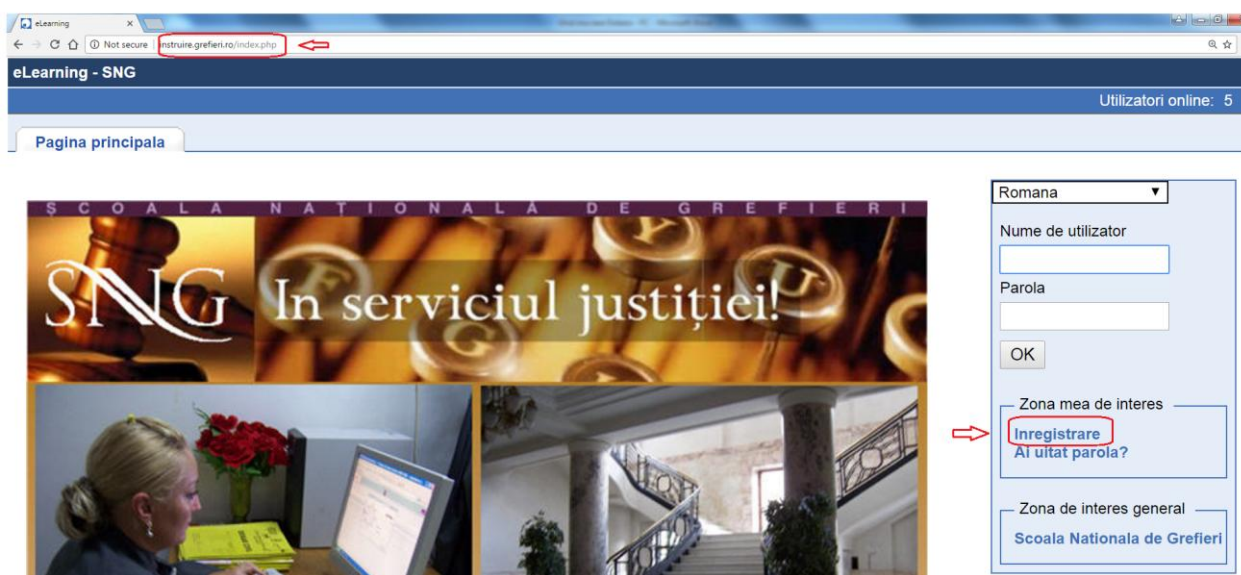 eLearning
Not secure | instruire.grefieri.ro/index.php
eLearning - SNG
Utilizatori online: 5
Pagina principala
ȘCOALA NAȚIONALĂ DE GREFIERI
SNG In serviciul justiției!
Romana
Nume de utilizator
Parola
OK
Zona mea de interes
Inregistrare
Ai uitat parola?
Zona de interes general
Scoala Nationala de Grefieri